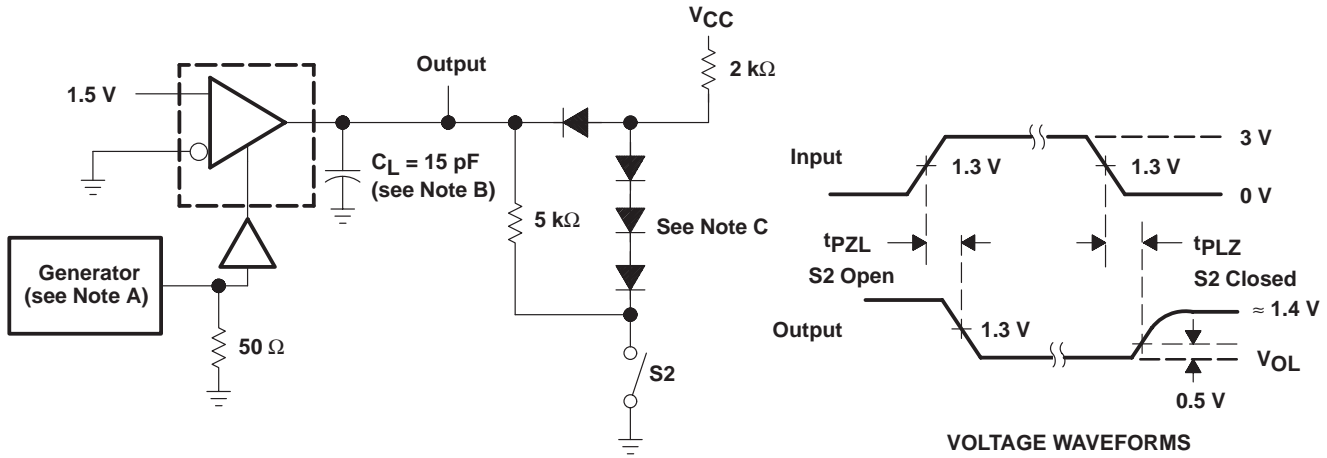 VCC
2 kΩ
Output
1.5 V
CL = 15 pF
(see Note B)
5 kΩ
See Note C
Generator
(see Note A)
50 Ω
S2
Input
3 V
1.3 V
1.3 V
0 V
tPZL
tPLZ
S2 Open
S2 Closed
≈ 1.4 V
Output
1.3 V
VOL
0.5 V
VOLTAGE WAVEFORMS